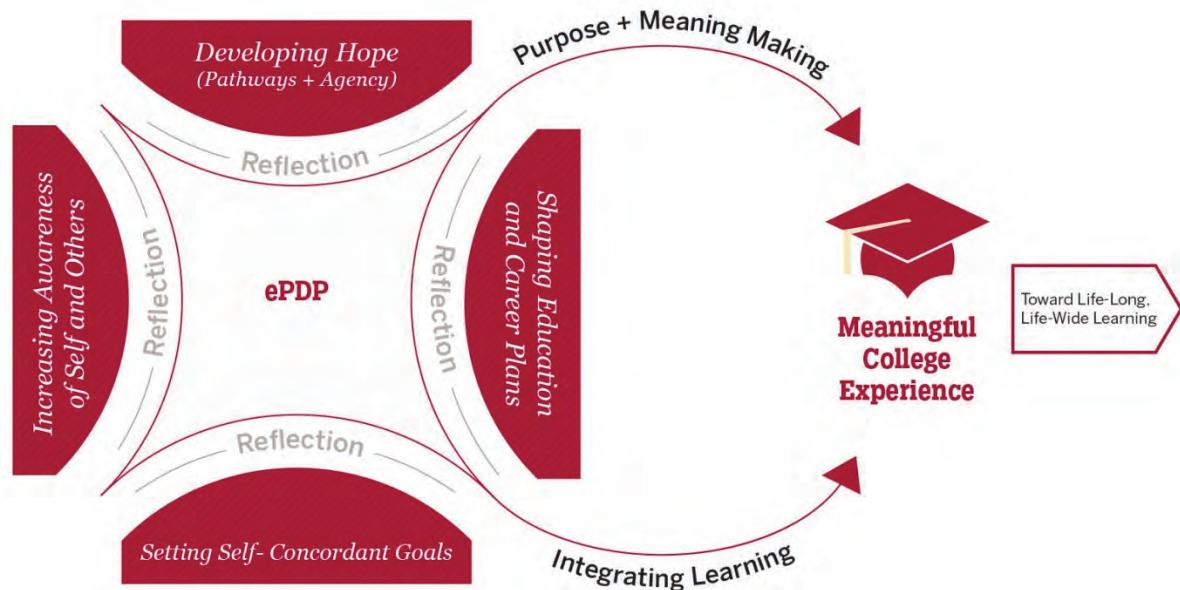 Developing Hope
(Pathways + Agency)
Reflection
Purpose + Meaning Making
Increasing Awareness
of Self and Others
Reflection
ePDP
Reflection
Shaping Education
and Career Plans
Meaningful
College
Experience
Toward Life-Long,
Life-Wide Learning
Reflection
Setting Self- Concordant Goals
Integrating Learning